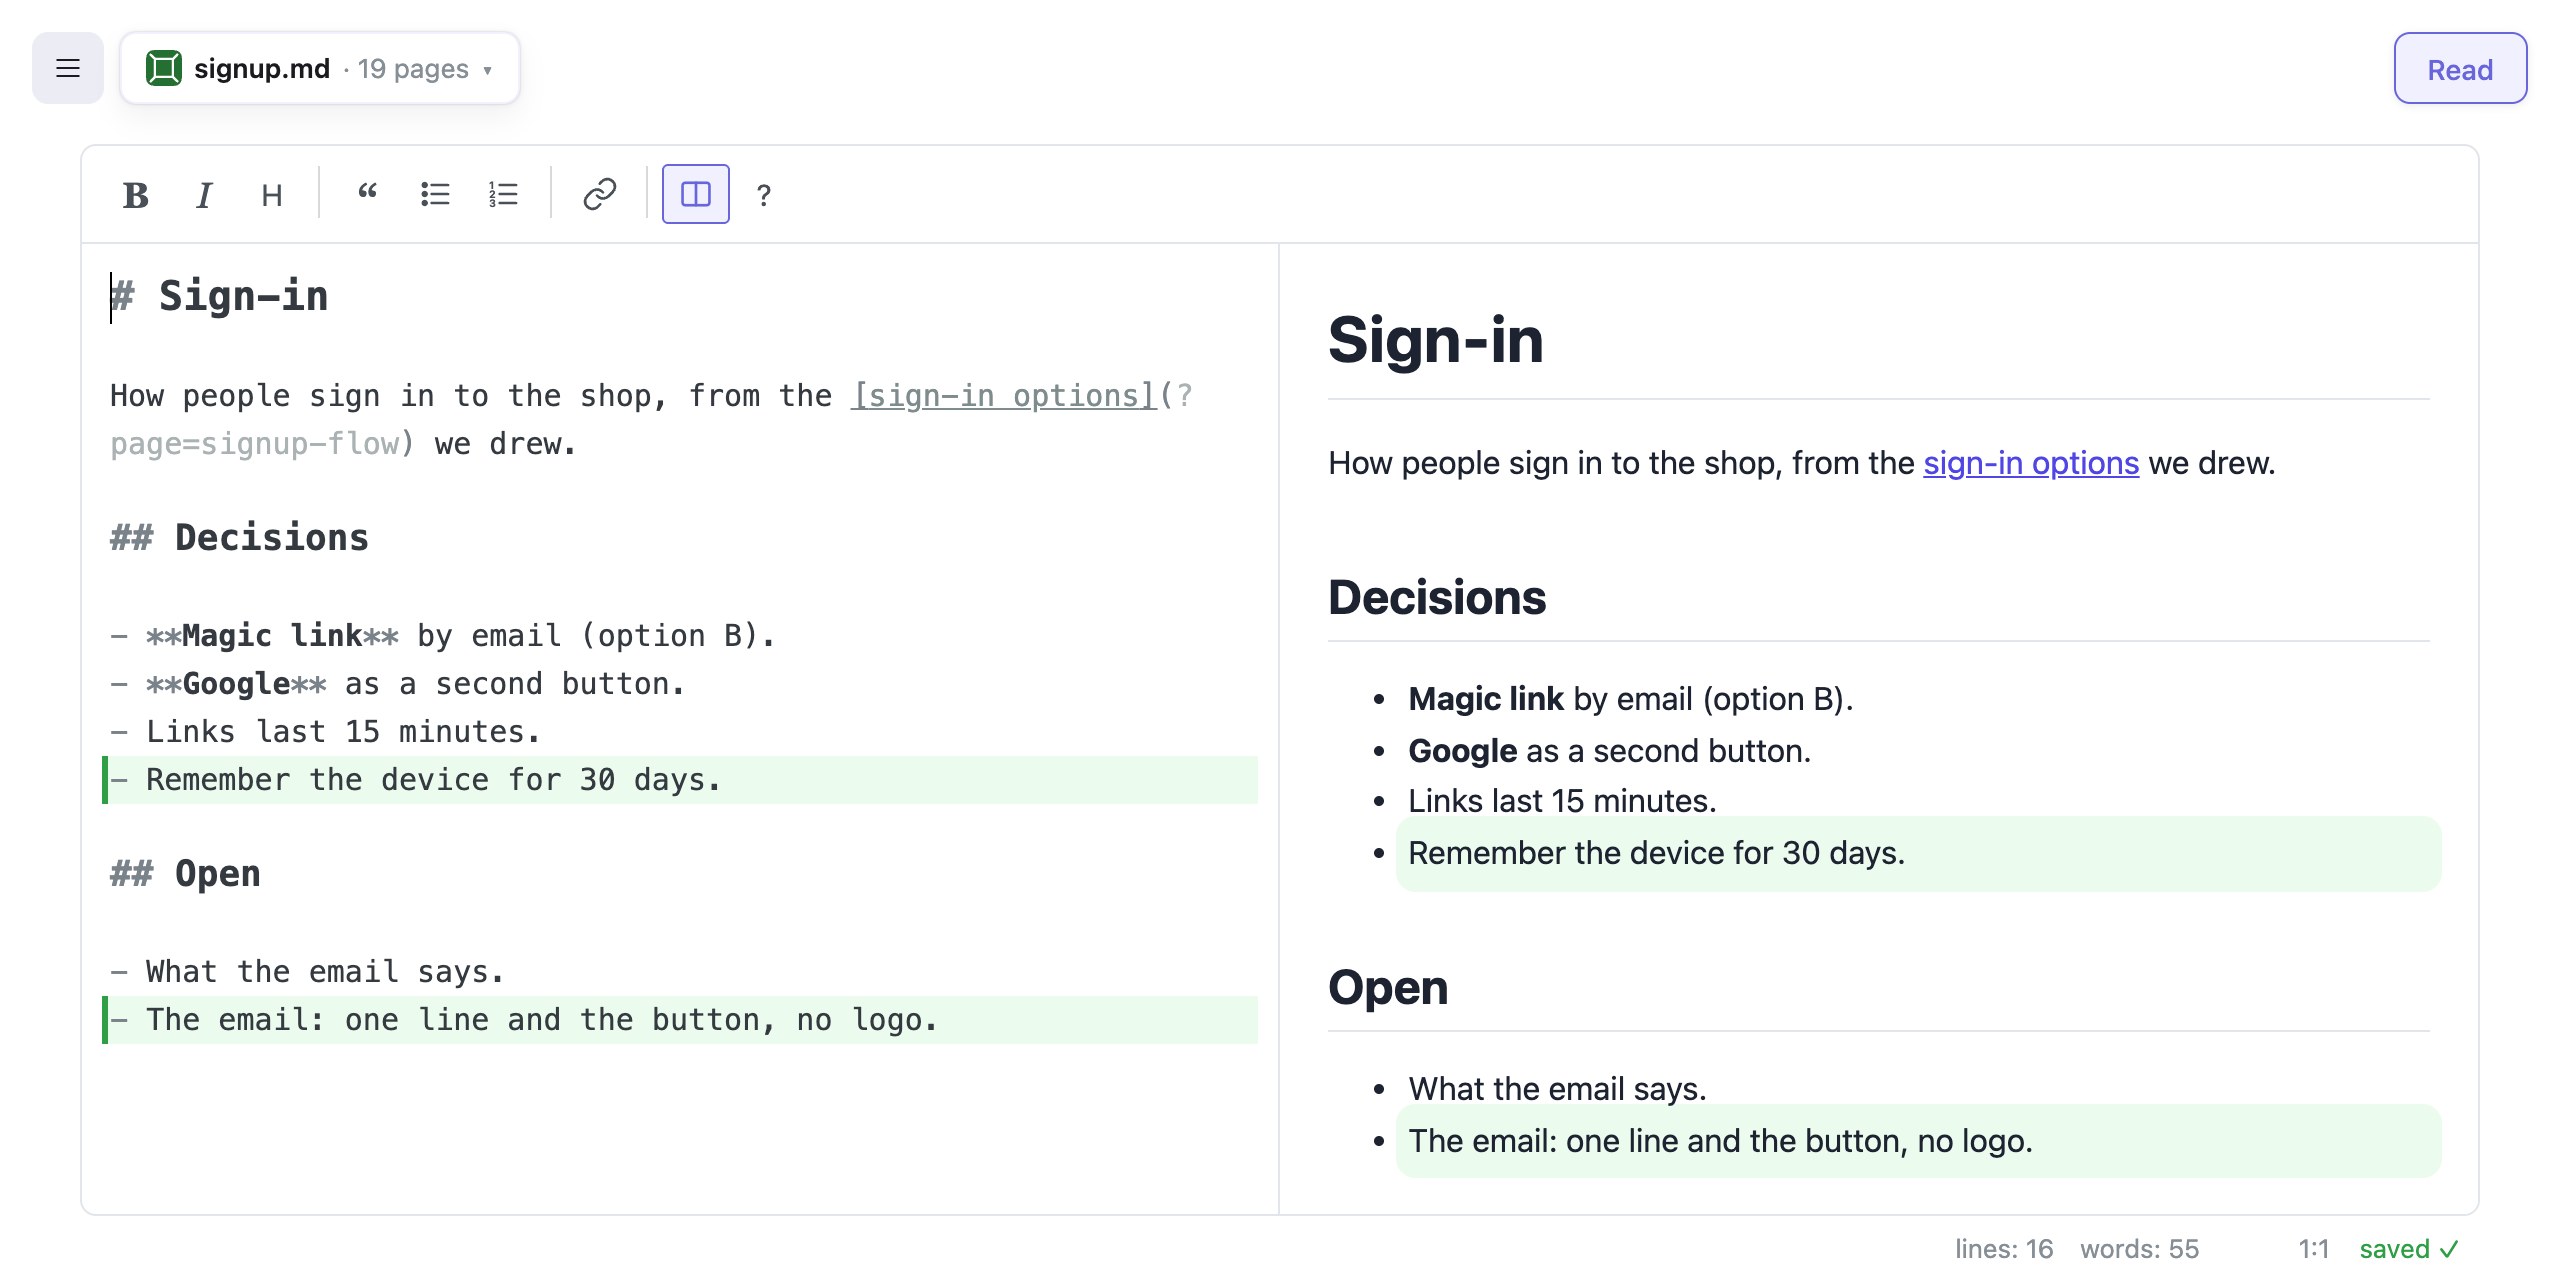 signup.md · 19 pages ▾
Read
B I H “ ?
# Sign-in
How people sign in to the shop, from the [sign-in options](?
page=signup-flow) we drew.
## Decisions
- **Magic link** by email (option B).
- **Google** as a second button.
- Links last 15 minutes.
- Remember the device for 30 days.
## Open
- What the email says.
- The email: one line and the button, no logo.
Sign-in
How people sign in to the shop, from the sign-in options we drew.
Decisions
• Magic link by email (option B).
• Google as a second button.
• Links last 15 minutes.
• Remember the device for 30 days.
Open
• What the email says.
• The email: one line and the button, no logo.
lines: 16 words: 55 1:1 saved ✓